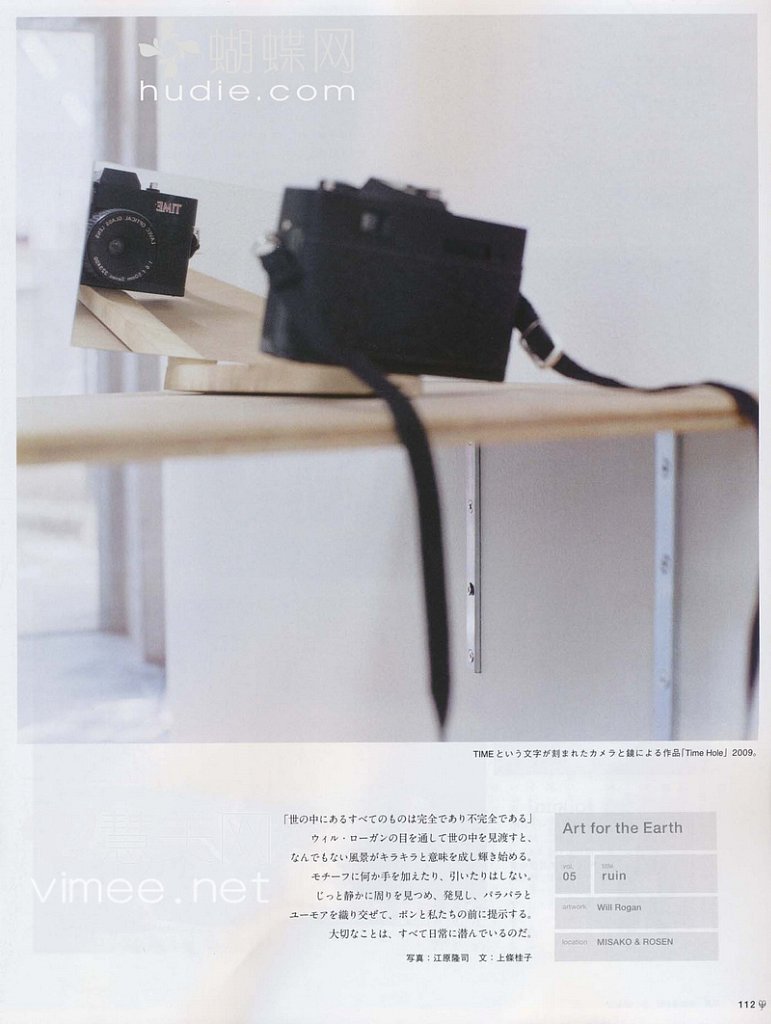 蝴蝶网
hudie.com
TIME
TIMEという文字が刻まれたカメラと鏡による作品「Time Hole」2009。
「世の中にあるすべてのものは完全であり不完全である」
ウィル・ローガンの目を通して世の中を見渡すと、
なんでもない風景がキラキラと意味を成し輝き始める。
モチーフに何か手を加えたり、引いたりはしない。
じっと静かに周りを見つめ、発見し、パラパラと
ユーモアを織り交ぜて、ポンと私たちの前に提示する。
大切なことは、すべて日常に潜んでいるのだ。
写真：江原隆司 文：上條桂子
Art for the Earth
vol. 05
title ruin
artwork Will Rogan
location MISAKO & ROSEN
vimee.net
112